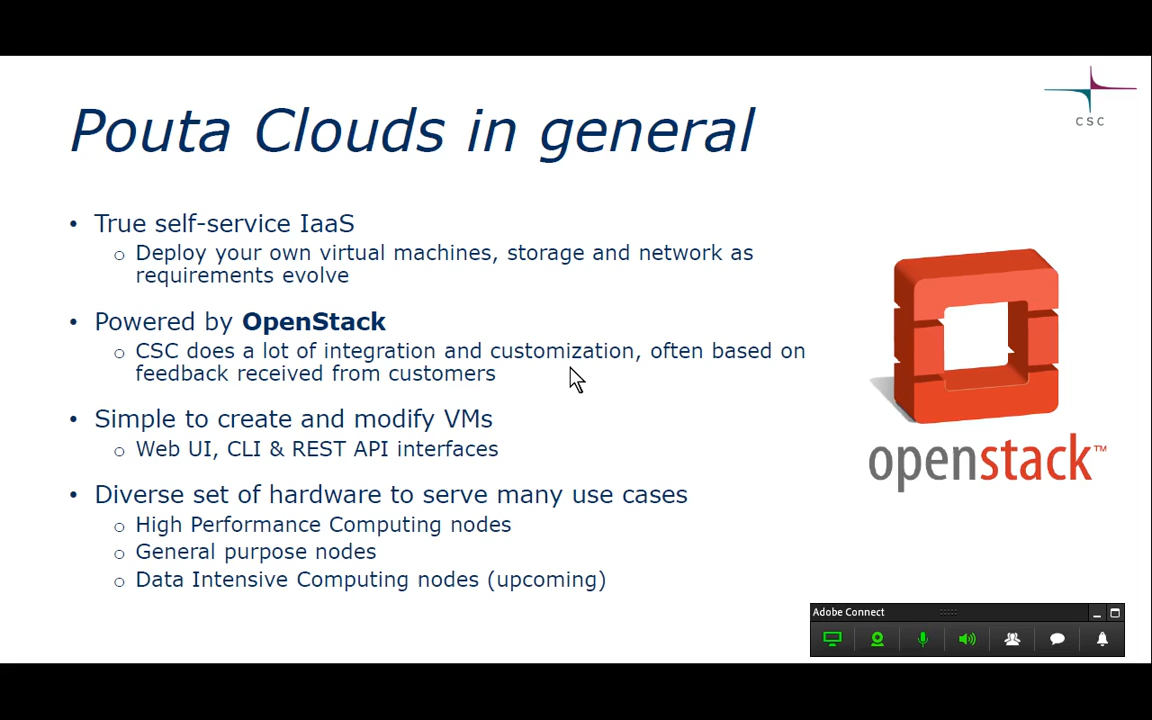 CSC
Pouta Clouds in general
• True self-service IaaS
o Deploy your own virtual machines, storage and network as
requirements evolve
• Powered by OpenStack
o CSC does a lot of integration and customization, often based on
feedback received from customers
• Simple to create and modify VMs
o Web UI, CLI & REST API interfaces
• Diverse set of hardware to serve many use cases
o High Performance Computing nodes
o General purpose nodes
o Data Intensive Computing nodes (upcoming)
openstack™
Adobe Connect